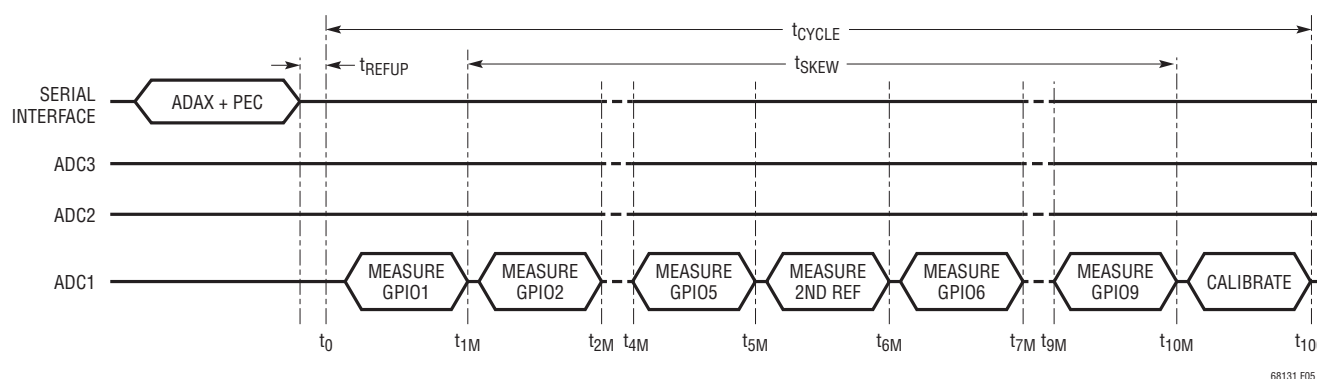 tCYCLE
tREFUP
tSKEW
SERIAL
INTERFACE
ADAX + PEC
ADC3
ADC2
ADC1
MEASURE
GPIO1
MEASURE
GPIO2
MEASURE
GPIO5
MEASURE
2ND REF
MEASURE
GPIO6
MEASURE
GPIO9
CALIBRATE
t0
t1M
t2M
t4M
t5M
t6M
t7M
t9M
t10M
68131 F05